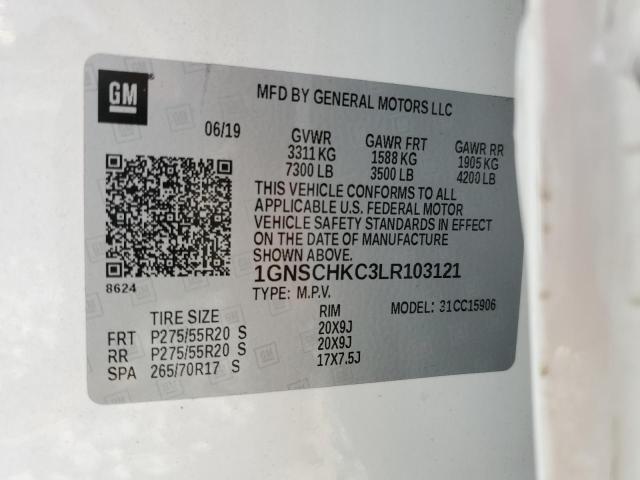 GM
MFD BY GENERAL MOTORS LLC
06/19 GVWR GAWR FRT GAWR RR
3311 KG 1588 KG 1905 KG
7300 LB 3500 LB 4200 LB
THIS VEHICLE CONFORMS TO ALL
APPLICABLE U.S. FEDERAL MOTOR
VEHICLE SAFETY STANDARDS IN EFFECT
ON THE DATE OF MANUFACTURE
SHOWN ABOVE.
8624
1GNSCHKC3LR103121
TYPE: M.P.V. MODEL: 31CC15906
TIRE SIZE RIM
FRT P275/55R20 S 20X9J
RR P275/55R20 S 20X9J
SPA 265/70R17 S 17X7.5J